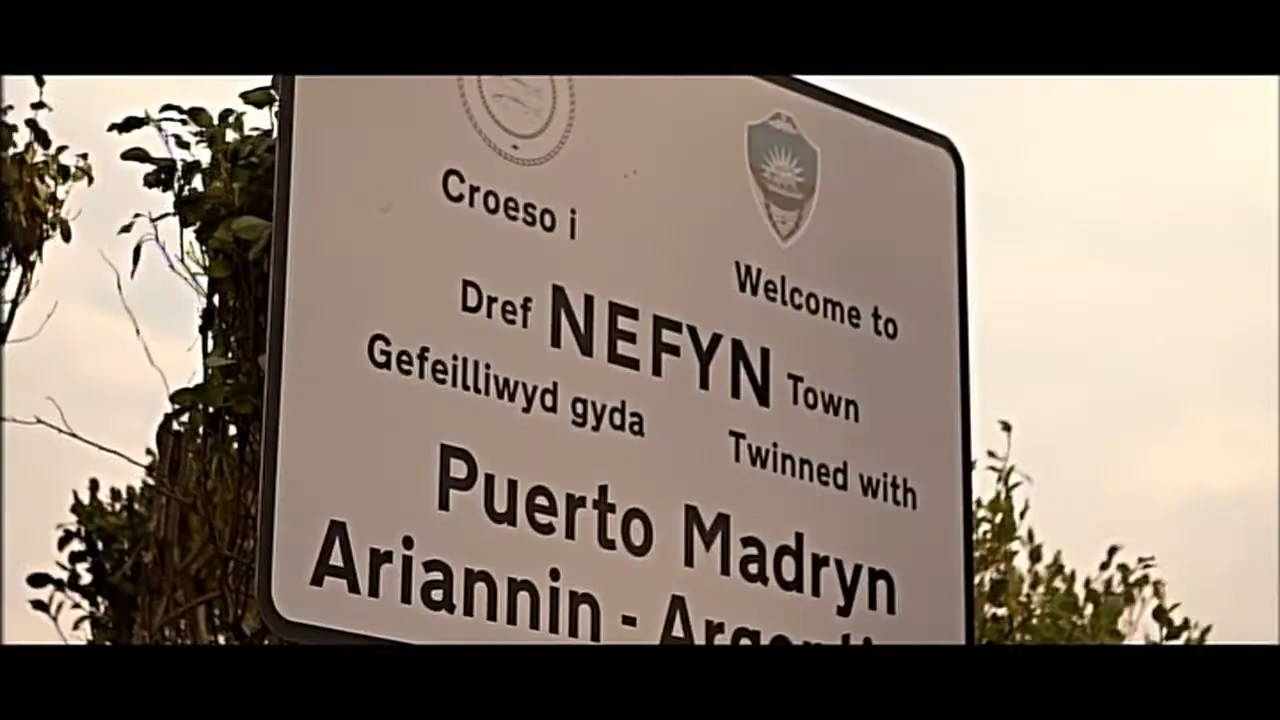 Croeso i
Welcome to
Dref NEFYN Town
Gefeilliwyd gyda
Twinned with
Puerto Madryn
Ariannin -